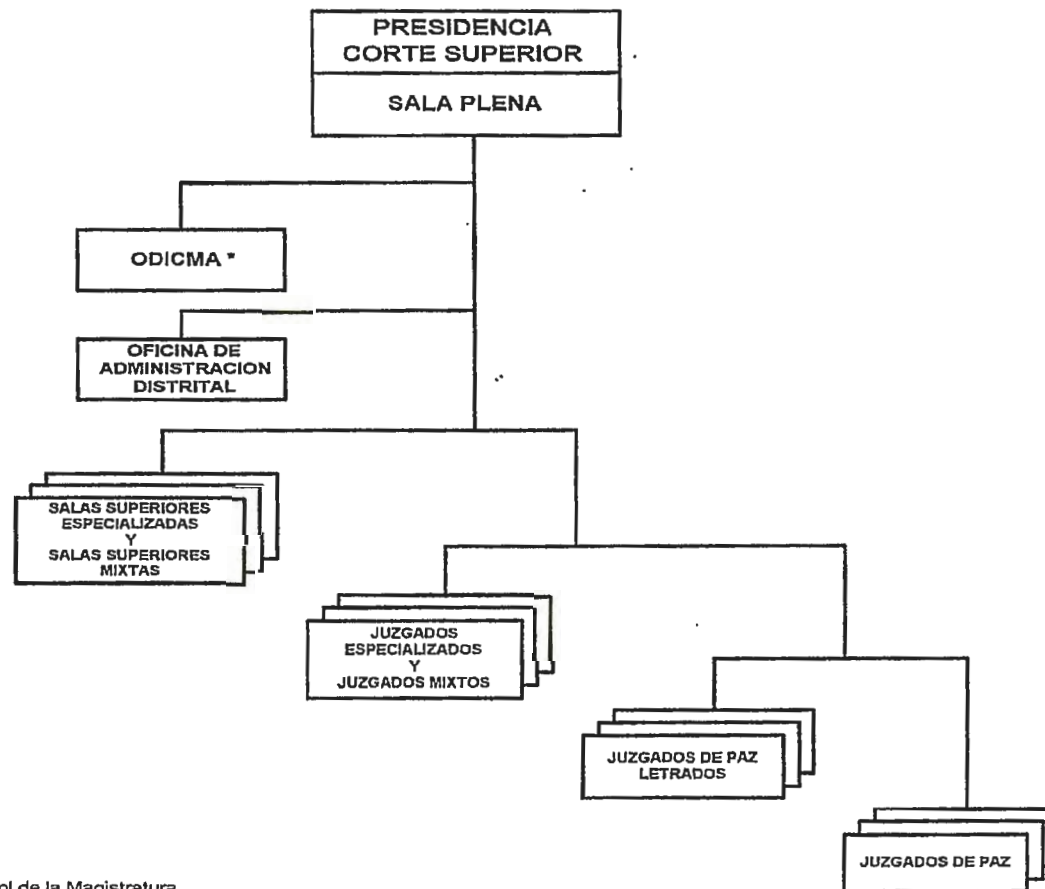 PRESIDENCIA
CORTE SUPERIOR
SALA PLENA
ODICMA *
OFICINA DE
ADMINISTRACION
DISTRITAL
SALAS SUPERIORES
ESPECIALIZADAS
Y
SALAS SUPERIORES
MIXTAS
JUZGADOS
ESPECIALIZADOS
Y
JUZGADOS MIXTOS
JUZGADOS DE PAZ
LETRADOS
JUZGADOS DE PAZ
de la Magistratura